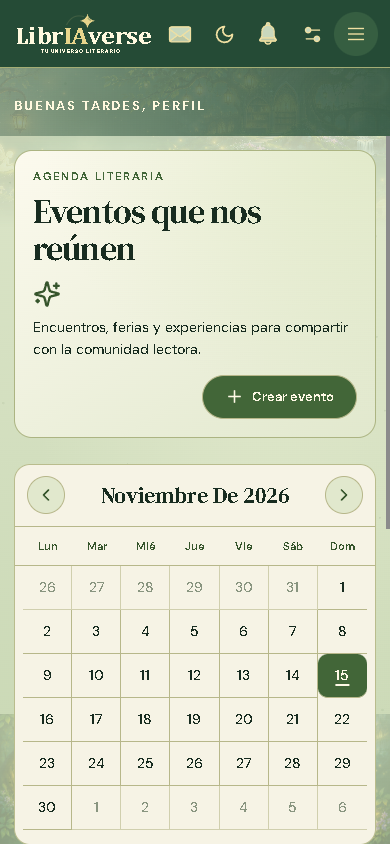 LibrIAverse
TU UNIVERSO LITERARIO
BUENAS TARDES, PERFIL
AGENDA LITERARIA
Eventos que nos
reúnen
Encuentros, ferias y experiencias para compartir
con la comunidad lectora.
Crear evento
Noviembre De 2026
Lun Mar Mié Jue Vie Sáb Dom
26 27 28 29 30 31 1
2 3 4 5 6 7 8
9 10 11 12 13 14 15
16 17 18 19 20 21 22
23 24 25 26 27 28 29
30 1 2 3 4 5 6